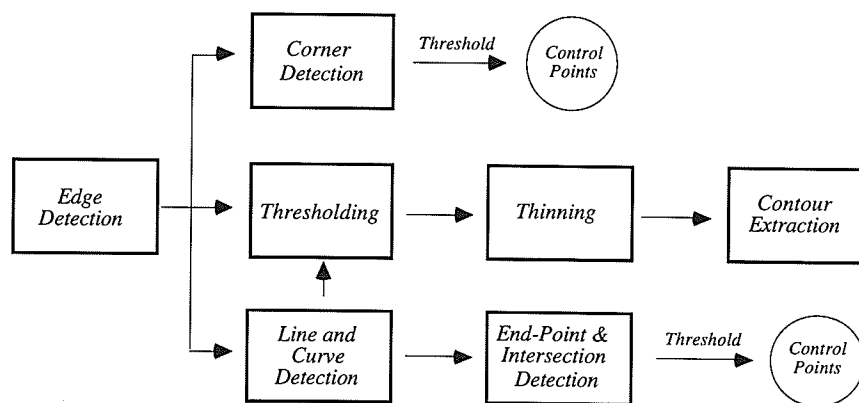 Corner
Detection
Threshold
Control
Points
Edge
Detection
Thresholding
Thinning
Contour
Extraction
Line and
Curve
Detection
End-Point &
Intersection
Detection
Threshold
Control
Points